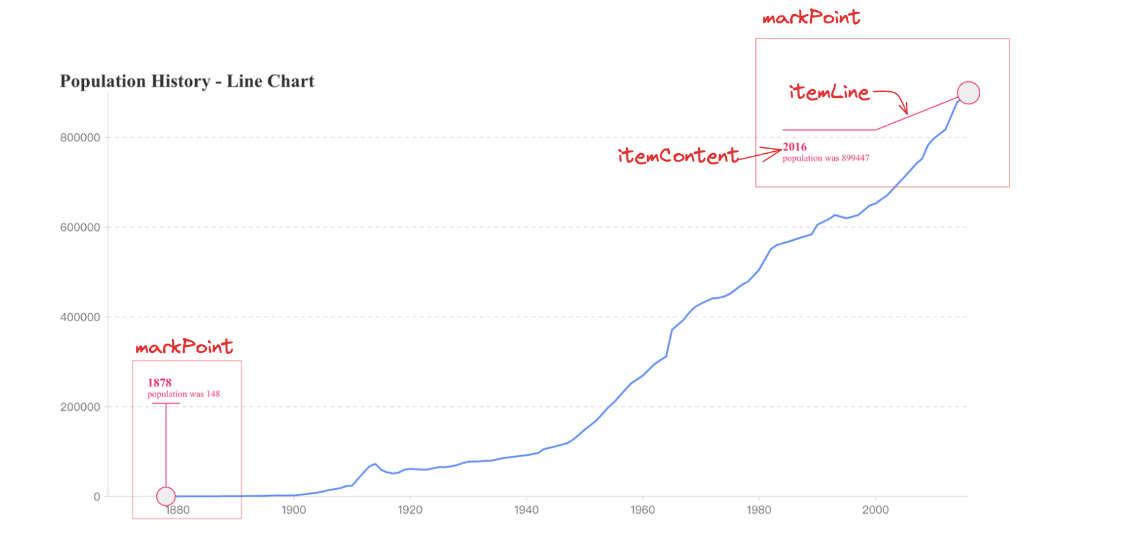 markPoint
Population History - Line Chart
itemLine
800000
itemContent
2016
population was 899447
600000
400000
markPoint
1878
population was 148
200000
0
1880 1900 1920 1940 1960 1980 2000